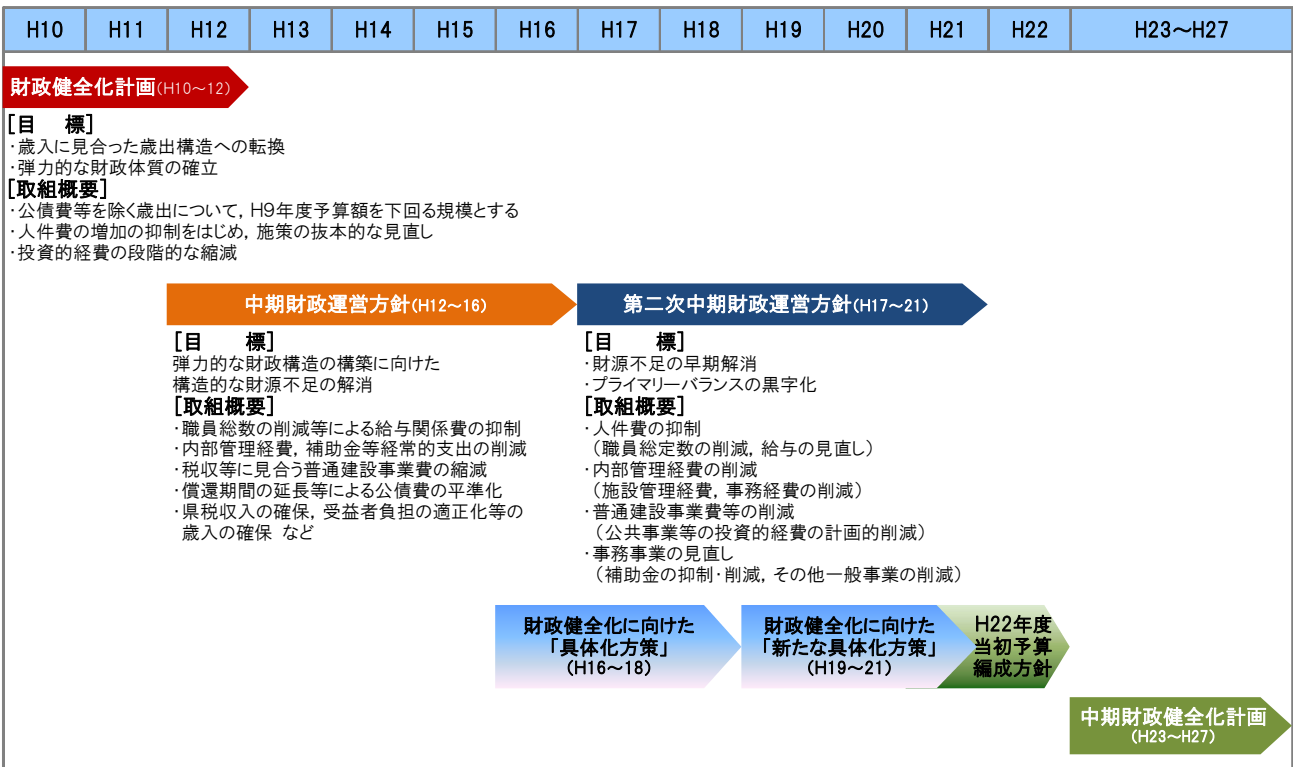 H10 H11 H12 H13 H14 H15 H16 H17 H18 H19 H20 H21 H22 H23～H27
財政健全化計画(H10～12)
[目　標]
･歳入に見合った歳出構造への転換
･弾力的な財政体質の確立
[取組概要]
･公債費等を除く歳出について，H9年度予算額を下回る規模とする
･人件費の増加の抑制をはじめ，施策の抜本的な見直し
･投資的経費の段階的な縮減
中期財政運営方針(H12～16)
[目　　標]
弾力的な財政構造の構築に向けた
構造的な財源不足の解消
[取組概要]
･職員総数の削減等による給与関係費の抑制
･内部管理経費，補助金等経常的支出の削減
･税収等に見合う普通建設事業費の縮減
･償還期間の延長等による公債費の平準化
･県税収入の確保，受益者負担の適正化等の
歳入の確保 など
第二次中期財政運営方針(H17～21)
[目　　標]
･財源不足の早期解消
･プライマリーバランスの黒字化
[取組概要]
･人件費の抑制
（職員総定数の削減，給与の見直し）
･内部管理経費の削減
（施設管理経費，事務経費の削減）
･普通建設事業費等の削減
（公共事業等の投資的経費の計画的削減）
･事務事業の見直し
（補助金の抑制･削減，その他一般事業の削減）
財政健全化に向けた
「具体化方策」
(H16～18)
財政健全化に向けた
「新たな具体化方策」
(H19～21)
H22年度
当初予算
編成方針
中期財政健全化計画
(H23～H27)